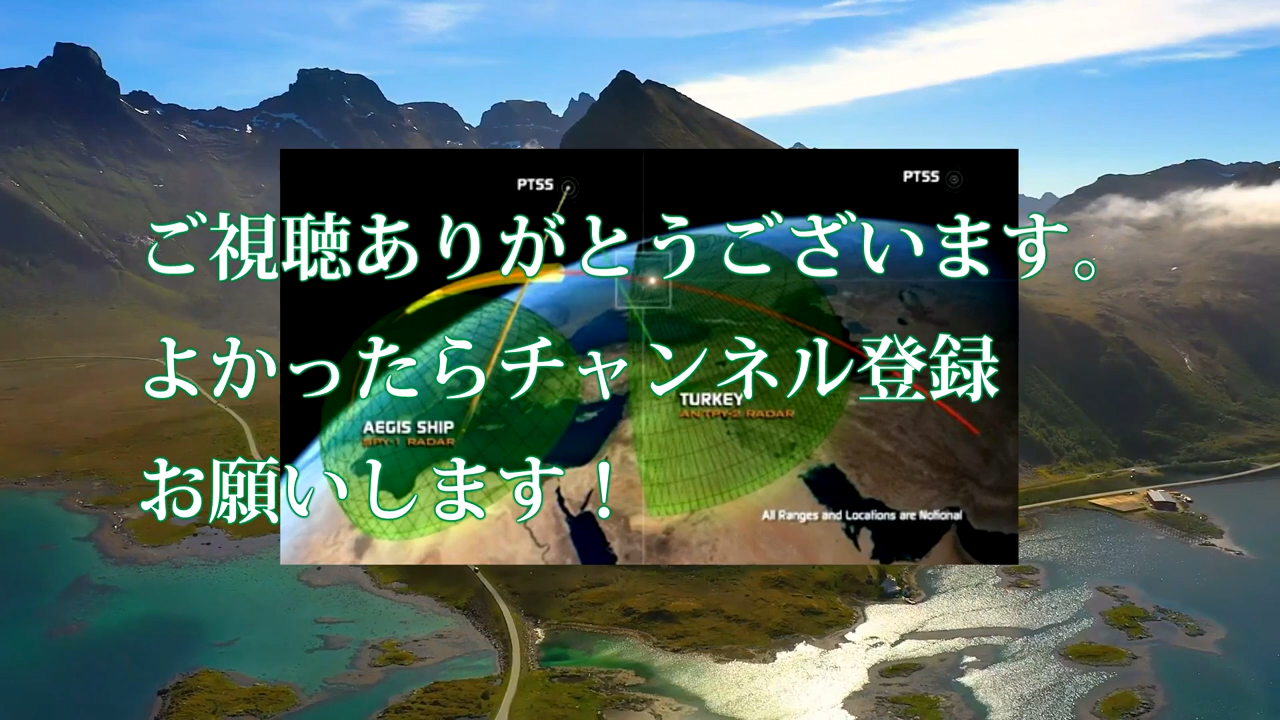 PTSS
PTSS
ご視聴ありがとうございます。
よかったらチャンネル登録
お願いします!
TURKEY
AN/TPY-2 RADAR
AEGIS SHIP
SPY-1 RADAR
All Ranges and Locations are Notional